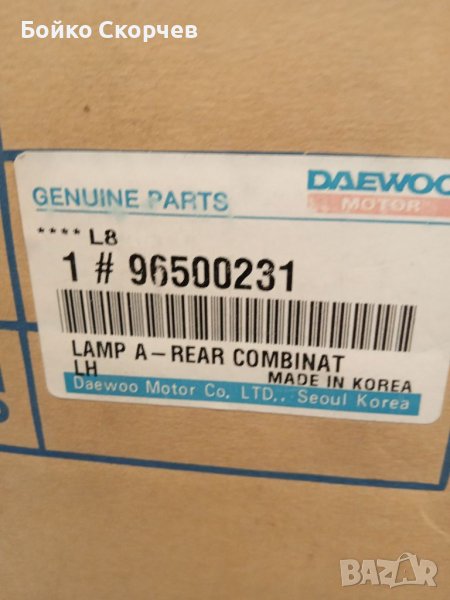 Бойко Скорчев
DAEWOO
GENUINE PARTS
MOTOR
**** L8
1 # 96500231
LAMP A-REAR COMBINAT
LH
MADE IN KOREA
Daewoo Motor Co, LTD,. Seoul Korea
BAZAR